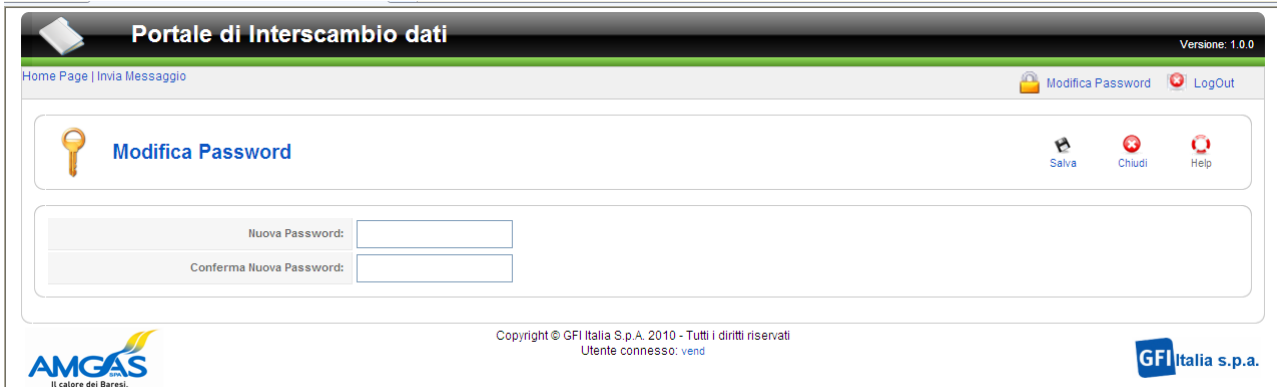 Portale di Interscambio dati
Versione: 1.0.0
Home Page | Invia Messaggio
Modifica Password LogOut
Modifica Password
Salva Chiudi Help
Nuova Password:
Conferma Nuova Password:
Copyright © GFI Italia S.p.A. 2010 - Tutti i diritti riservati
Utente connesso: vend
AMGAS
SPA
Il calore dei Baresi.
GFI Italia s.p.a.